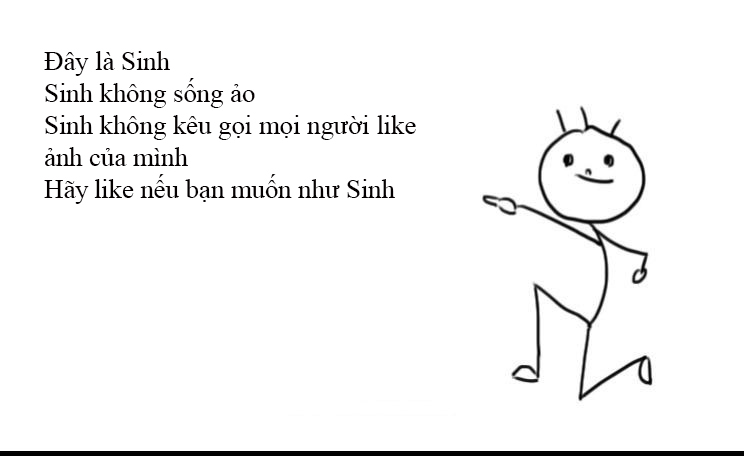 Đây là Sinh
Sinh không sống ảo
Sinh không kêu gọi mọi người like
ảnh của mình
Hãy like nếu bạn muốn như Sinh